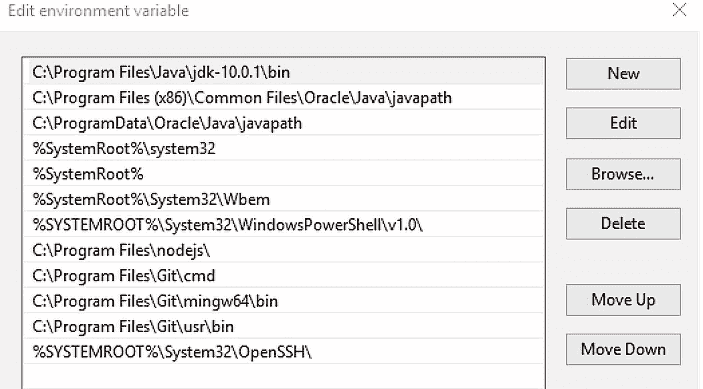 Edit environment variable
C:\Program Files\Java\jdk-10.0.1\bin
C:\Program Files (x86)\Common Files\Oracle\Java\javapath
C:\ProgramData\Oracle\Java\javapath
%SystemRoot%\system32
%SystemRoot%
%SystemRoot%\System32\Wbem
%SYSTEMROOT%\System32\WindowsPowerShell\v1.0\
C:\Program Files\nodejs\
C:\Program Files\Git\cmd
C:\Program Files\Git\mingw64\bin
C:\Program Files\Git\usr\bin
%SYSTEMROOT%\System32\OpenSSH\
New
Edit
Browse...
Delete
Move Up
Move Down